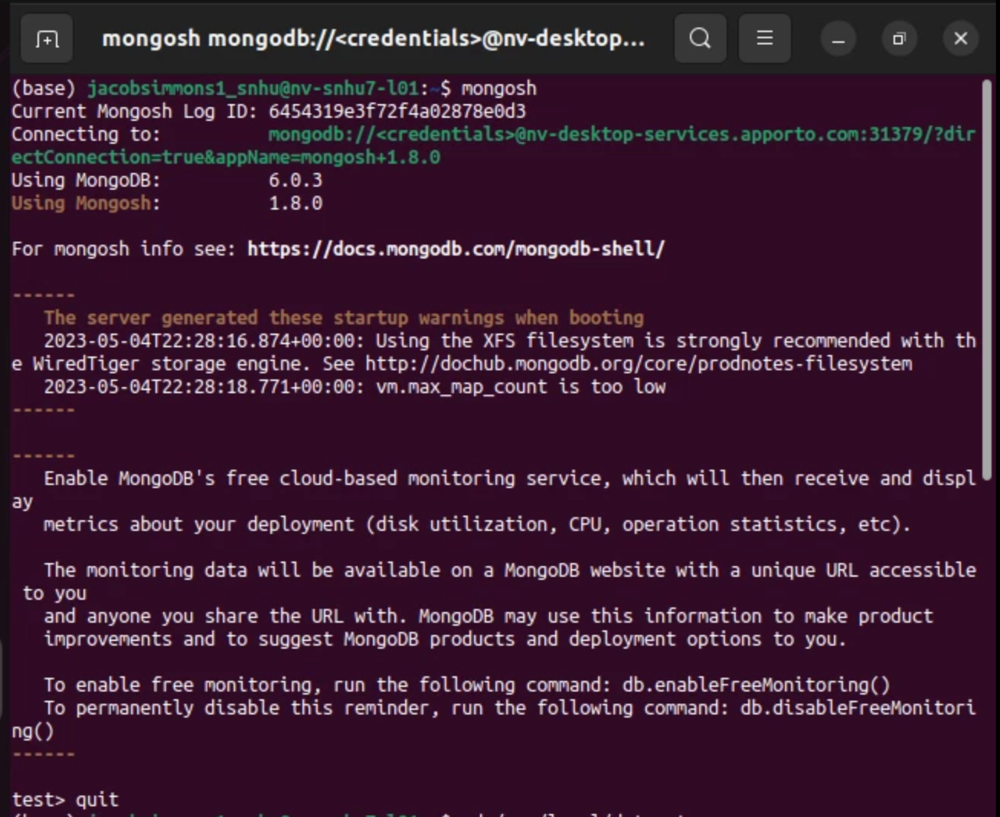 mongosh mongodb://<credentials>@nv-desktop...
(base) jacobsimmons1_snhu@nv-snhu7-l01:~$ mongosh
Current Mongosh Log ID: 6454319e3f72f4a02878e0d3
Connecting to:          mongodb://<credentials>@nv-desktop-services.apporto.com:31379/?dir
ectConnection=true&appName=mongosh+1.8.0
Using MongoDB:          6.0.3
Using Mongosh:          1.8.0
For mongosh info see: https://docs.mongodb.com/mongodb-shell/
------
The server generated these startup warnings when booting
2023-05-04T22:28:16.874+00:00: Using the XFS filesystem is strongly recommended with th
e WiredTiger storage engine. See http://dochub.mongodb.org/core/prodnotes-filesystem
2023-05-04T22:28:18.771+00:00: vm.max_map_count is too low
------
------
Enable MongoDB's free cloud-based monitoring service, which will then receive and displ
ay
metrics about your deployment (disk utilization, CPU, operation statistics, etc).
The monitoring data will be available on a MongoDB website with a unique URL accessible
to you
and anyone you share the URL with. MongoDB may use this information to make product
improvements and to suggest MongoDB products and deployment options to you.
To enable free monitoring, run the following command: db.enableFreeMonitoring()
To permanently disable this reminder, run the following command: db.disableFreeMonitori
ng()
------
test> quit